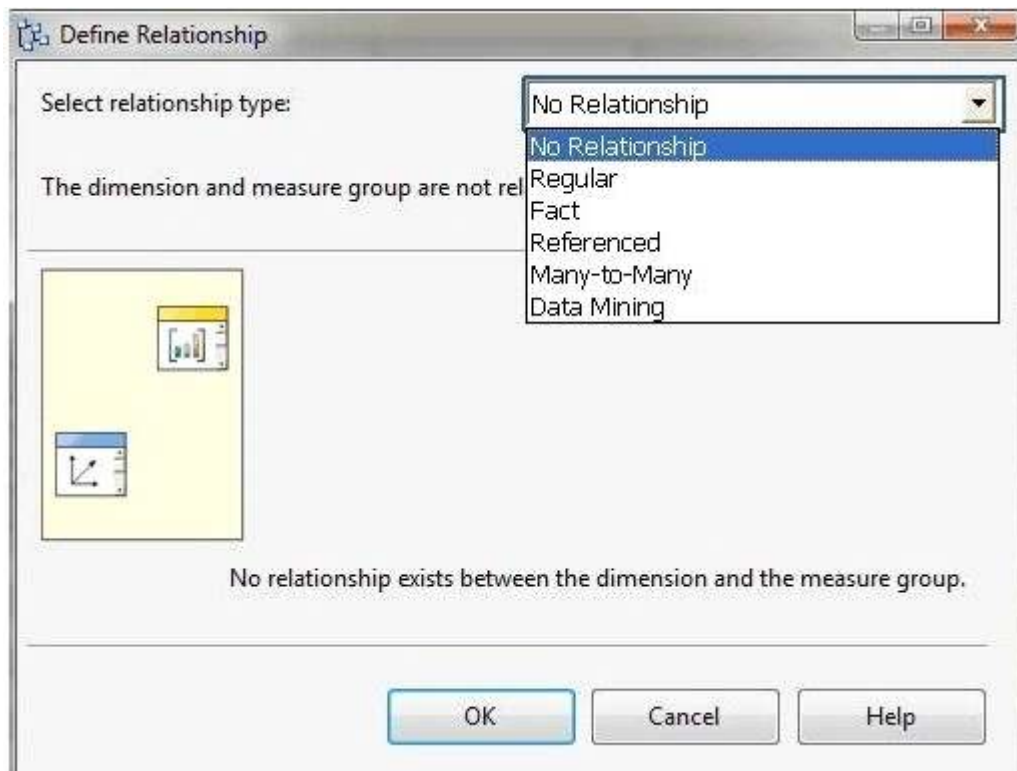 Define Relationship
Select relationship type:
No Relationship
No Relationship
Regular
Fact
Referenced
Many-to-Many
Data Mining
The dimension and measure group are not rel
No relationship exists between the dimension and the measure group.
OK
Cancel
Help